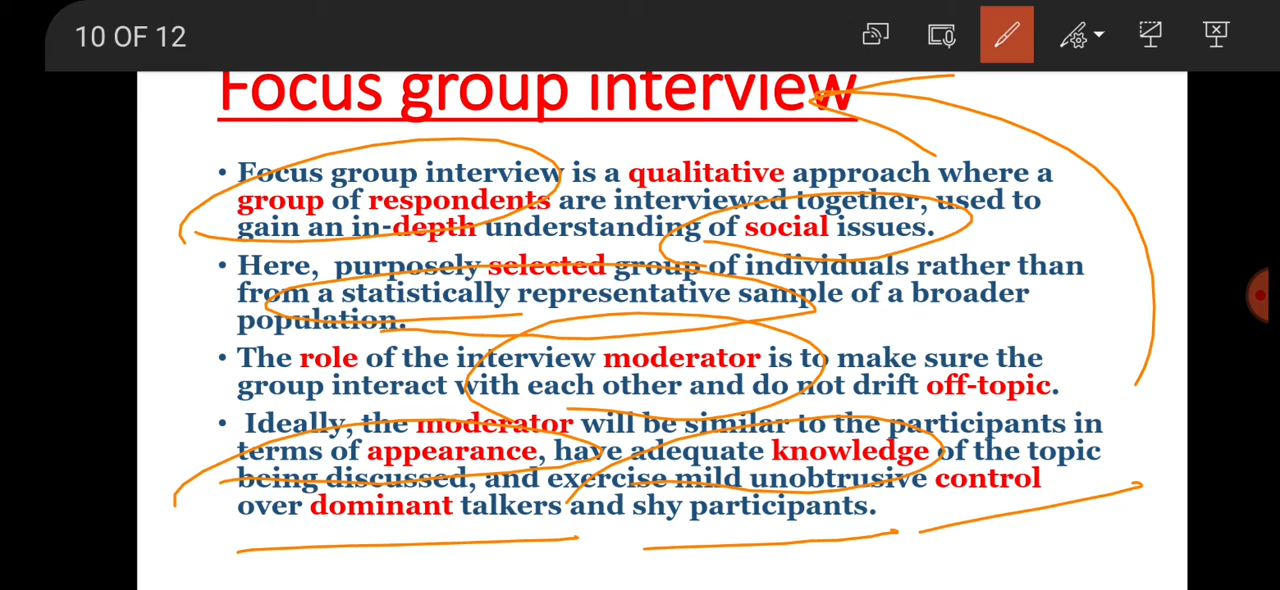 10 OF 12
Focus group interview
• Focus group interview is a qualitative approach where a
group of respondents are interviewed together, used to
gain an in-depth understanding of social issues.
• Here, purposely selected group of individuals rather than
from a statistically representative sample of a broader
population.
• The role of the interview moderator is to make sure the
group interact with each other and do not drift off-topic.
• Ideally, the moderator will be similar to the participants in
terms of appearance, have adequate knowledge of the topic
being discussed, and exercise mild unobtrusive control
over dominant talkers and shy participants.